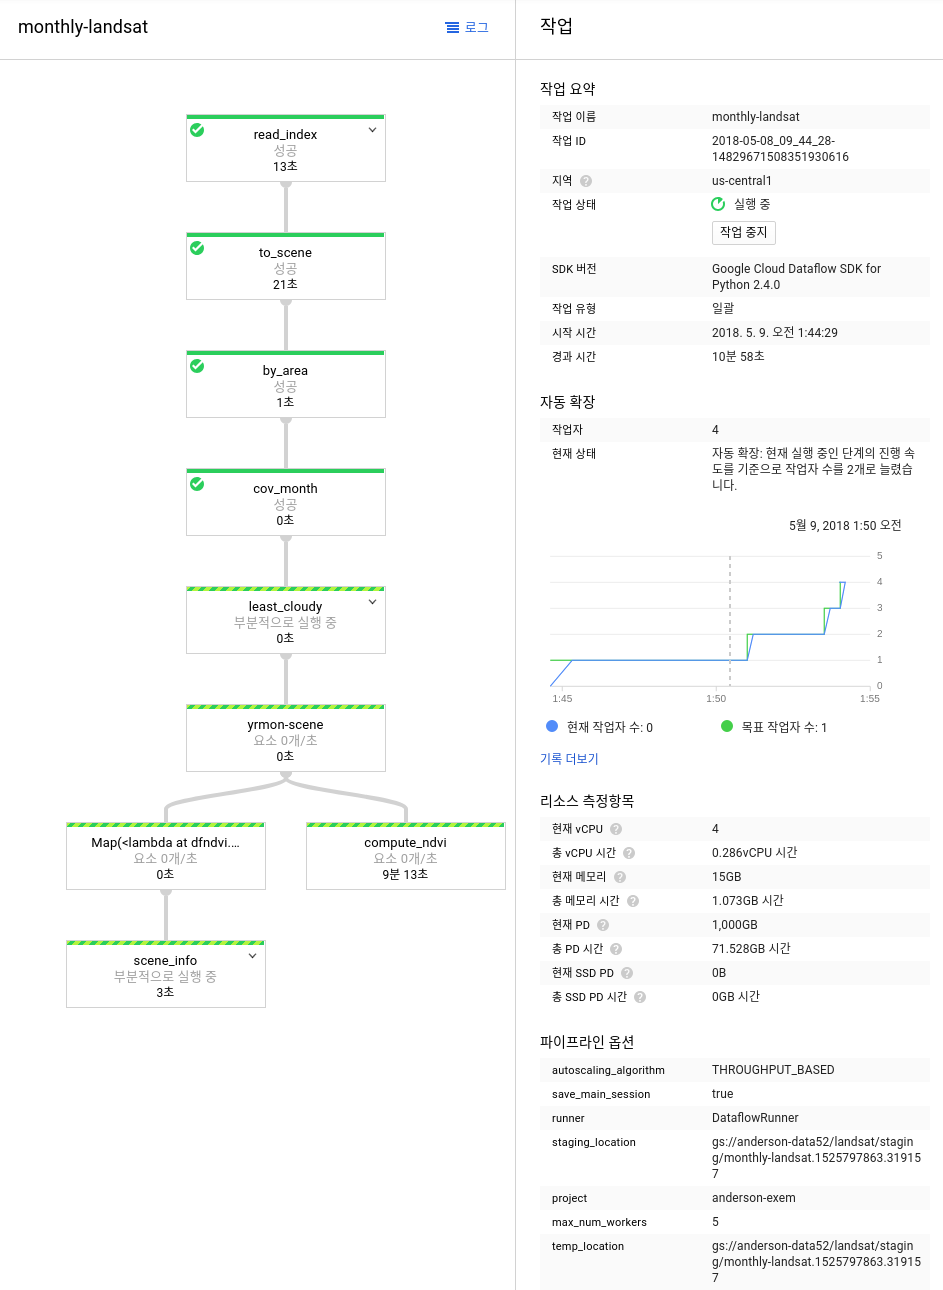 monthly-landsat
로그
read_index
성공
13초
to_scene
성공
21초
by_area
성공
1초
cov_month
성공
0초
least_cloudy
부분적으로 실행 중
0초
yrmon-scene
요소 0개/초
0초
Map(<lambda at dfndvi....
요소 0개/초
0초
compute_ndvi
요소 0개/초
9분 13초
scene_info
부분적으로 실행 중
3초
작업
작업 요약
작업 이름 monthly-landsat
작업 ID 2018-05-08_09_44_28-
14829671508351930616
지역 ? us-central1
작업 상태 실행 중
작업 중지
SDK 버전 Google Cloud Dataflow SDK for
Python 2.4.0
작업 유형 일괄
시작 시간 2018. 5. 9. 오전 1:44:29
경과 시간 10분 58초
자동 확장
작업자 4
현재 상태 자동 확장: 현재 실행 중인 단계의 진행 속
도를 기준으로 작업자 수를 2개로 늘렸습
니다.
5월 9, 2018 1:50 오전
5
4
3
2
1
0
1:45 1:50 1:55
현재 작업자 수: 0 목표 작업자 수: 1
기록 더보기
리소스 측정항목
현재 vCPU ? 4
총 vCPU 시간 ? 0.286vCPU 시간
현재 메모리 ? 15GB
총 메모리 시간 ? 1.073GB 시간
현재 PD ? 1,000GB
총 PD 시간 ? 71.528GB 시간
현재 SSD PD ? 0B
총 SSD PD 시간 ? 0GB 시간
파이프라인 옵션
autoscaling_algorithm THROUGHPUT_BASED
save_main_session true
runner DataflowRunner
staging_location gs://anderson-data52/landsat/stagin
g/monthly-landsat.1525797863.31915
7
project anderson-exem
max_num_workers 5
temp_location gs://anderson-data52/landsat/stagin
g/monthly-landsat.1525797863.31915
7